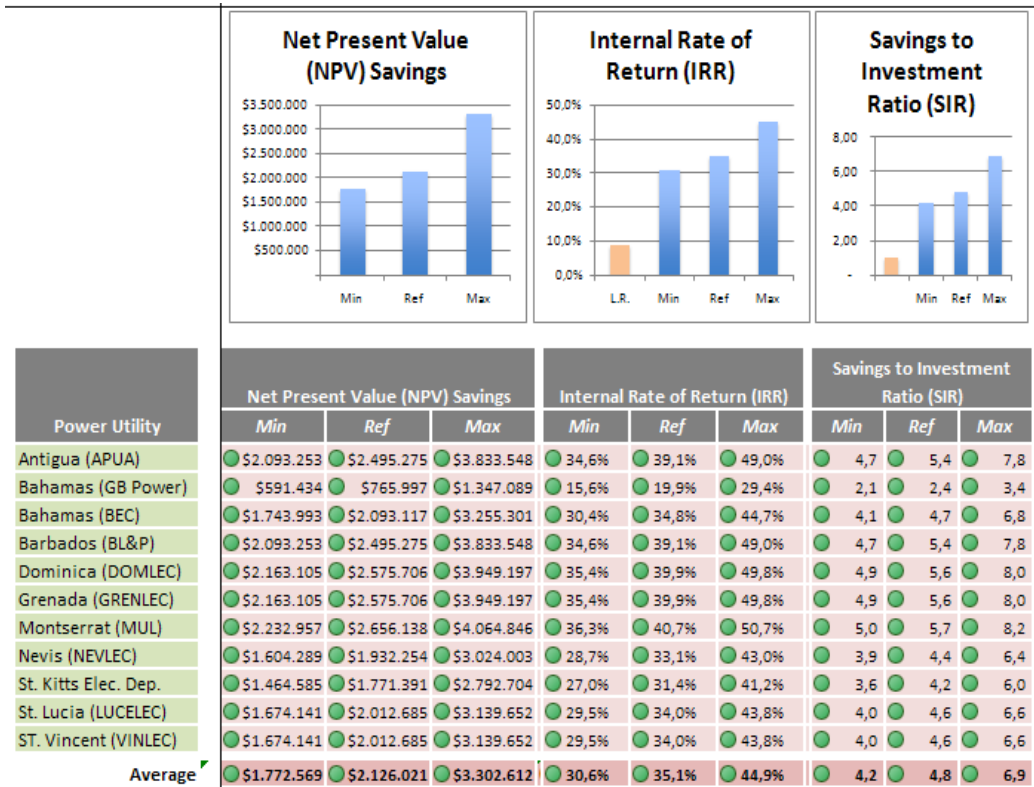 Net Present Value
(NPV) Savings
$3.500.000
$3.000.000
$2.500.000
$2.000.000
$1.500.000
$1.000.000
$500.000
Min Ref Max
Internal Rate of
Return (IRR)
50,0%
40,0%
30,0%
20,0%
10,0%
0,0%
L.R. Min Ref Max
Savings to
Investment
Ratio (SIR)
8,00
6,00
4,00
2,00
-
Min Ref Max
Power Utility
Net Present Value (NPV) Savings
Internal Rate of Return (IRR)
Savings to Investment
Ratio (SIR)
Min Ref Max Min Ref Max Min Ref Max
Antigua (APUA) $2.093.253 $2.495.275 $3.833.548 34,6% 39,1% 49,0% 4,7 5,4 7,8
Bahamas (GB Power) $591.434 $765.997 $1.347.089 15,6% 19,9% 29,4% 2,1 2,4 3,4
Bahamas (BEC) $1.743.993 $2.093.117 $3.255.301 30,4% 34,8% 44,7% 4,1 4,7 6,8
Barbados (BL&P) $2.093.253 $2.495.275 $3.833.548 34,6% 39,1% 49,0% 4,7 5,4 7,8
Dominica (DOMLEC) $2.163.105 $2.575.706 $3.949.197 35,4% 39,9% 49,8% 4,9 5,6 8,0
Grenada (GRENLEC) $2.163.105 $2.575.706 $3.949.197 35,4% 39,9% 49,8% 4,9 5,6 8,0
Montserrat (MUL) $2.232.957 $2.656.138 $4.064.846 36,3% 40,7% 50,7% 5,0 5,7 8,2
Nevis (NEVLEC) $1.604.289 $1.932.254 $3.024.003 28,7% 33,1% 43,0% 3,9 4,4 6,4
St. Kitts Elec. Dep. $1.464.585 $1.771.391 $2.792.704 27,0% 31,4% 41,2% 3,6 4,2 6,0
St. Lucia (LUCELEC) $1.674.141 $2.012.685 $3.139.652 29,5% 34,0% 43,8% 4,0 4,6 6,6
ST. Vincent (VINLEC) $1.674.141 $2.012.685 $3.139.652 29,5% 34,0% 43,8% 4,0 4,6 6,6
Average $1.772.569 $2.126.021 $3.302.612 30,6% 35,1% 44,9% 4,2 4,8 6,9